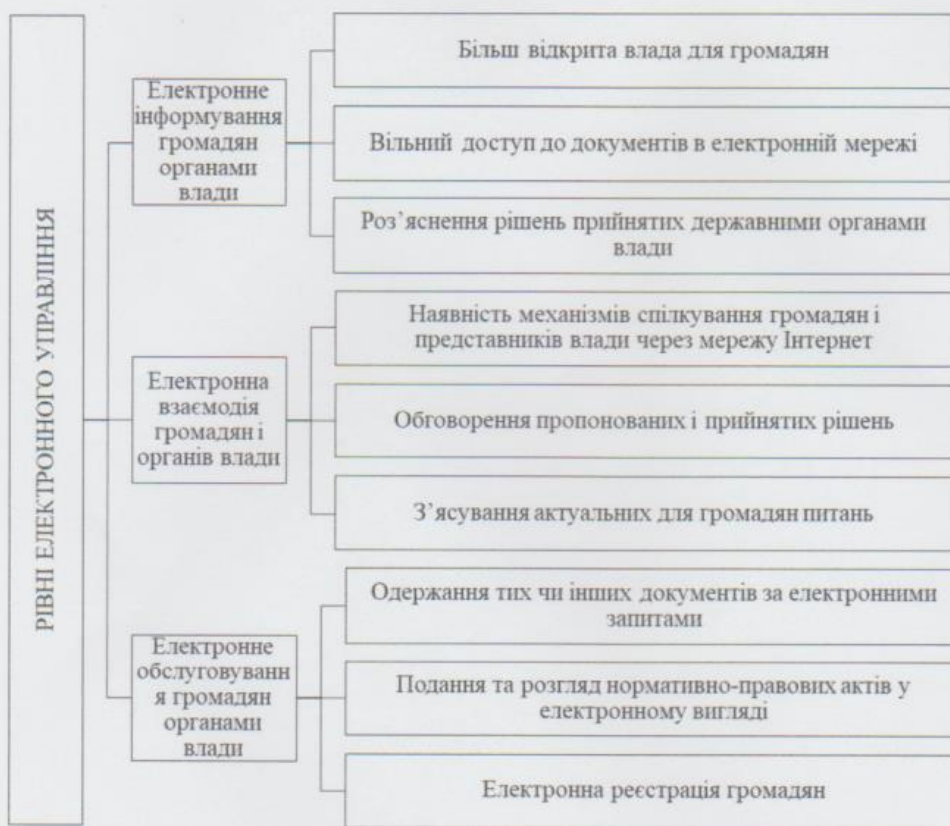 РІВНІ ЕЛЕКТРОННОГО УПРАВЛІННЯ
Електронне
інформування
громадян
органами
влади
Більш відкрита влада для громадян
Вільний доступ до документів в електронній мережі
Роз’яснення рішень прийнятих державними органами
влади
Електронна
взаємодія
громадян і
органів влади
Наявність механізмів спілкування громадян і
представників влади через мережу Інтернет
Обговорення пропонованих і прийнятих рішень
З’ясування актуальних для громадян питань
Електронне
обслуговуванн
я громадян
органами
влади
Одержання тих чи інших документів за електронними
запитами
Подання та розгляд нормативно-правових актів у
електронному вигляді
Електронна реєстрація громадян